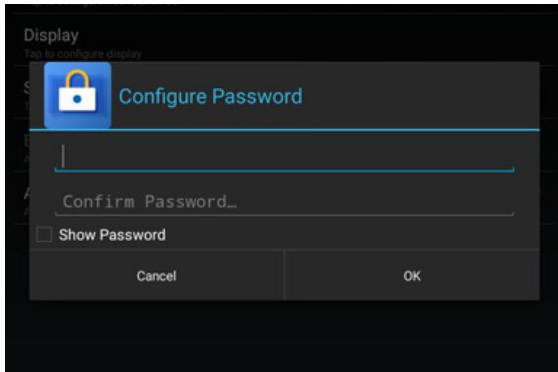 Display
Tap to configure display
Configure Password
Confirm Password…
Show Password
Cancel
OK